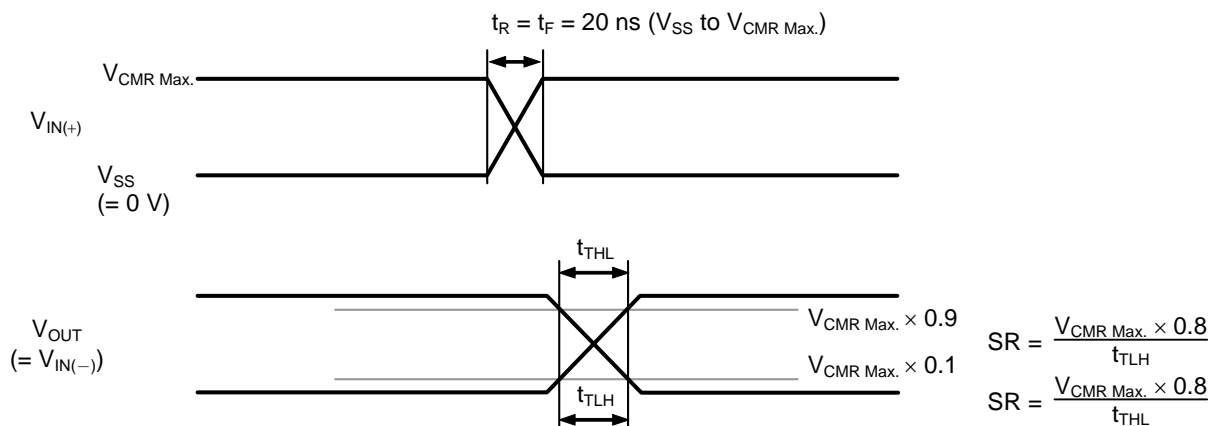 tR = tF = 20 ns (VSS to VCMR Max.)
VCMR Max.
VIN(+)
VSS
(= 0 V)
tTHL
VOUT
(= VIN(−))
VCMR Max. × 0.9
VCMR Max. × 0.1
tTLH
SR = VCMR Max. × 0.8
tTLH
SR = VCMR Max. × 0.8
tTHL